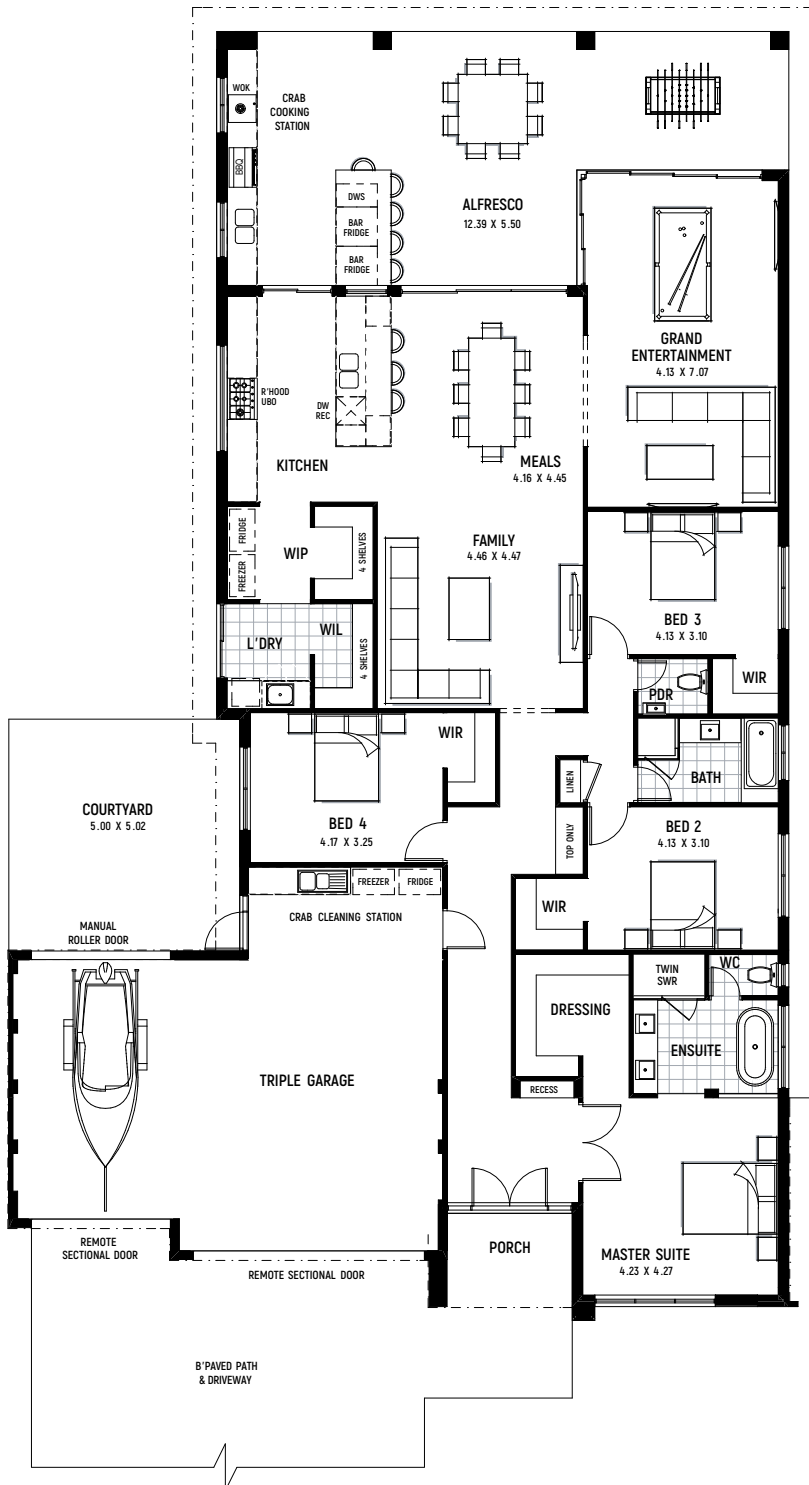 WOK
CRAB
COOKING
STATION
BBQ
DWS
BAR
FRIDGE
BAR
FRIDGE
ALFRESCO
12.39 X 5.50
GRAND
ENTERTAINMENT
4.13 X 7.07
R'HOOD
UBO
DW
REC
KITCHEN
MEALS
4.16 X 4.45
FRIDGE
FREEZER
WIP
4 SHELVES
FAMILY
4.46 X 4.47
BED 3
4.13 X 3.10
L'DRY
WIL
4 SHELVES
PDR
WIR
WIR
BATH
LINEN
COURTYARD
5.00 X 5.02
BED 4
4.17 X 3.25
TOP ONLY
BED 2
4.13 X 3.10
FREEZER
FRIDGE
CRAB CLEANING STATION
WIR
MANUAL
ROLLER DOOR
WC
TWIN
SWR
DRESSING
ENSUITE
TRIPLE GARAGE
RECESS
REMOTE
SECTIONAL DOOR
REMOTE SECTIONAL DOOR
PORCH
MASTER SUITE
4.23 X 4.27
B'PAVED PATH
& DRIVEWAY